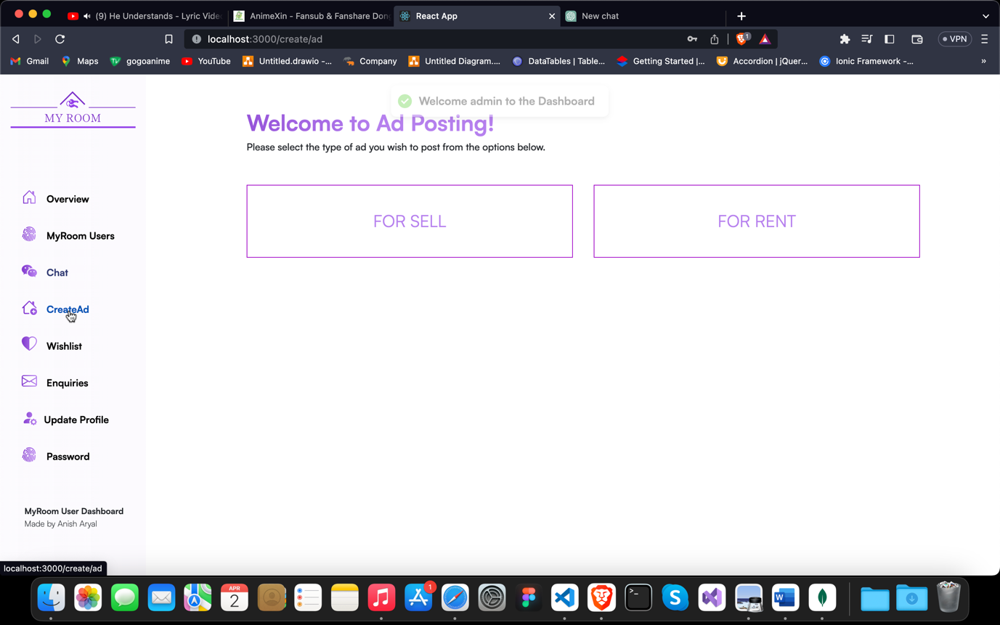 (9) He Understands - Lyric Vide
AnimeXin - Fansub & Fanshare Don
React App
New chat
localhost:3000/create/ad
1
VPN
Gmail
Maps
gogoanime
YouTube
Untitled.drawio -...
Company
Untitled Diagram....
DataTables | Table...
Getting Started |...
Accordion | jQuer...
Ionic Framework -...
»
MY ROOM
Welcome admin to the Dashboard
Welcome to Ad Posting!
Please select the type of ad you wish to post from the options below.
FOR SELL
FOR RENT
Overview
MyRoom Users
Chat
CreateAd
Wishlist
Enquiries
Update Profile
Password
MyRoom User Dashboard
Made by Anish Aryal
localhost:3000/create/ad
APR
2
1